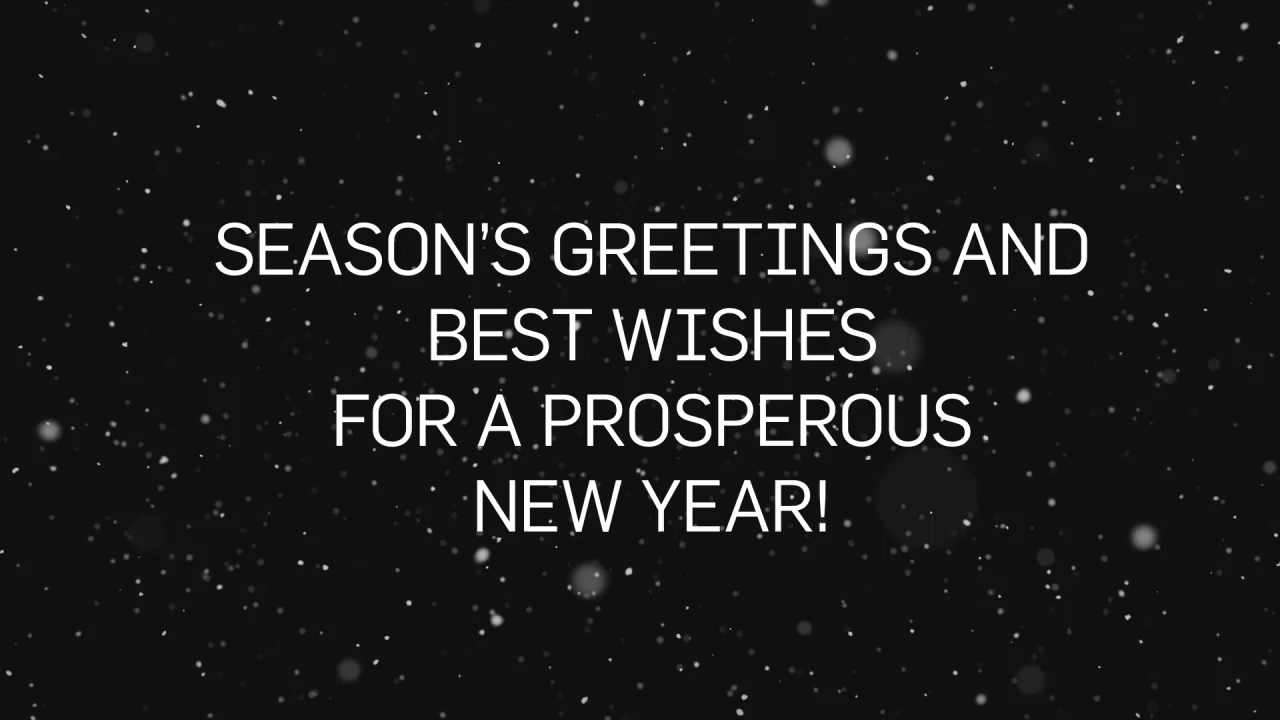 SEASON’S GREETINGS AND
BEST WISHES
FOR A PROSPEROUS
NEW YEAR!